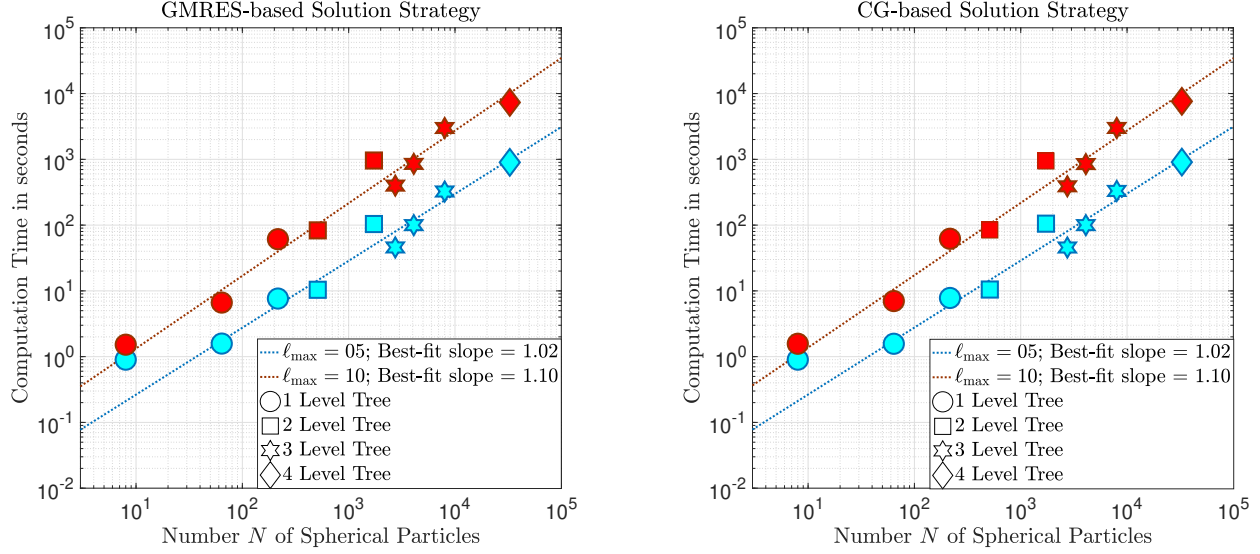 GMRES-based Solution Strategy
10^5
10^4
10^3
10^2
10^1
10^0
10^-1
10^-2
Computation Time in seconds
ℓmax = 05; Best-fit slope = 1.02
ℓmax = 10; Best-fit slope = 1.10
1 Level Tree
2 Level Tree
3 Level Tree
4 Level Tree
10^1 10^2 10^3 10^4 10^5
Number N of Spherical Particles
CG-based Solution Strategy
10^5
10^4
10^3
10^2
10^1
10^0
10^-1
10^-2
Computation Time in seconds
ℓmax = 05; Best-fit slope = 1.02
ℓmax = 10; Best-fit slope = 1.10
1 Level Tree
2 Level Tree
3 Level Tree
4 Level Tree
10^1 10^2 10^3 10^4 10^5
Number N of Spherical Particles